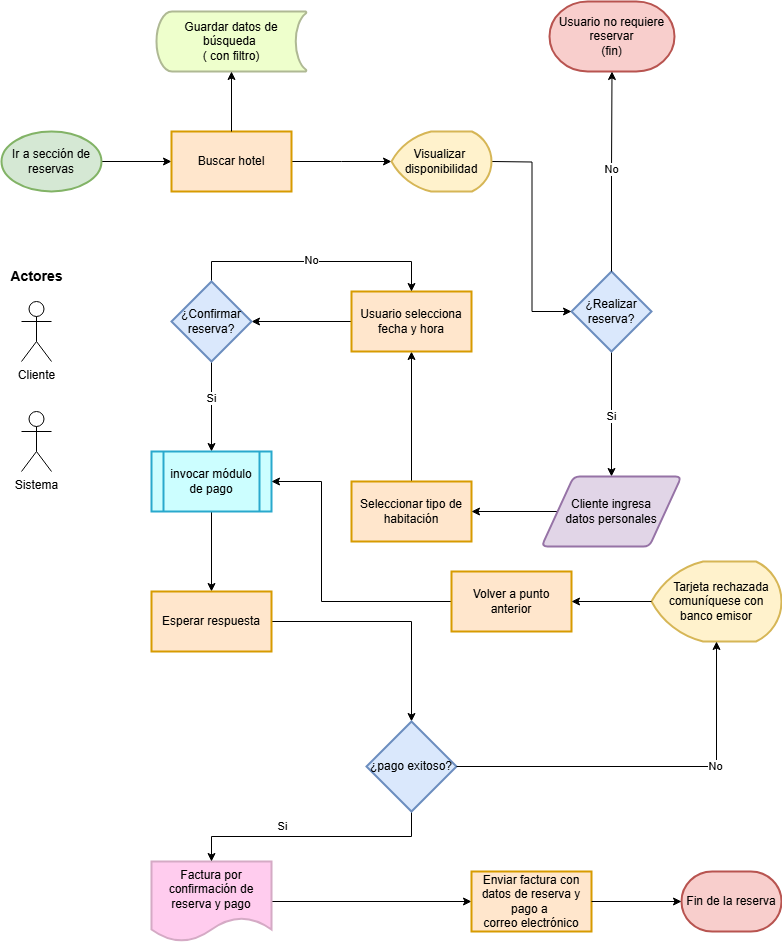 Guardar datos de
búsqueda
( con filtro)
Usuario no requiere
reservar
(fin)
Ir a sección de
reservas
Buscar hotel
Visualizar
disponibilidad
No
Actores
Cliente
Sistema
No
¿Confirmar
reserva?
Usuario selecciona
fecha y hora
¿Realizar
reserva?
Si
Si
invocar módulo
de pago
Seleccionar tipo de
habitación
Cliente ingresa
datos personales
Esperar respuesta
Volver a punto
anterior
Tarjeta rechazada
comuníquese con
banco emisor
¿pago exitoso?
No
Si
Factura por
confirmación de
reserva y pago
Enviar factura con
datos de reserva y
pago a
correo electrónico
Fin de la reserva